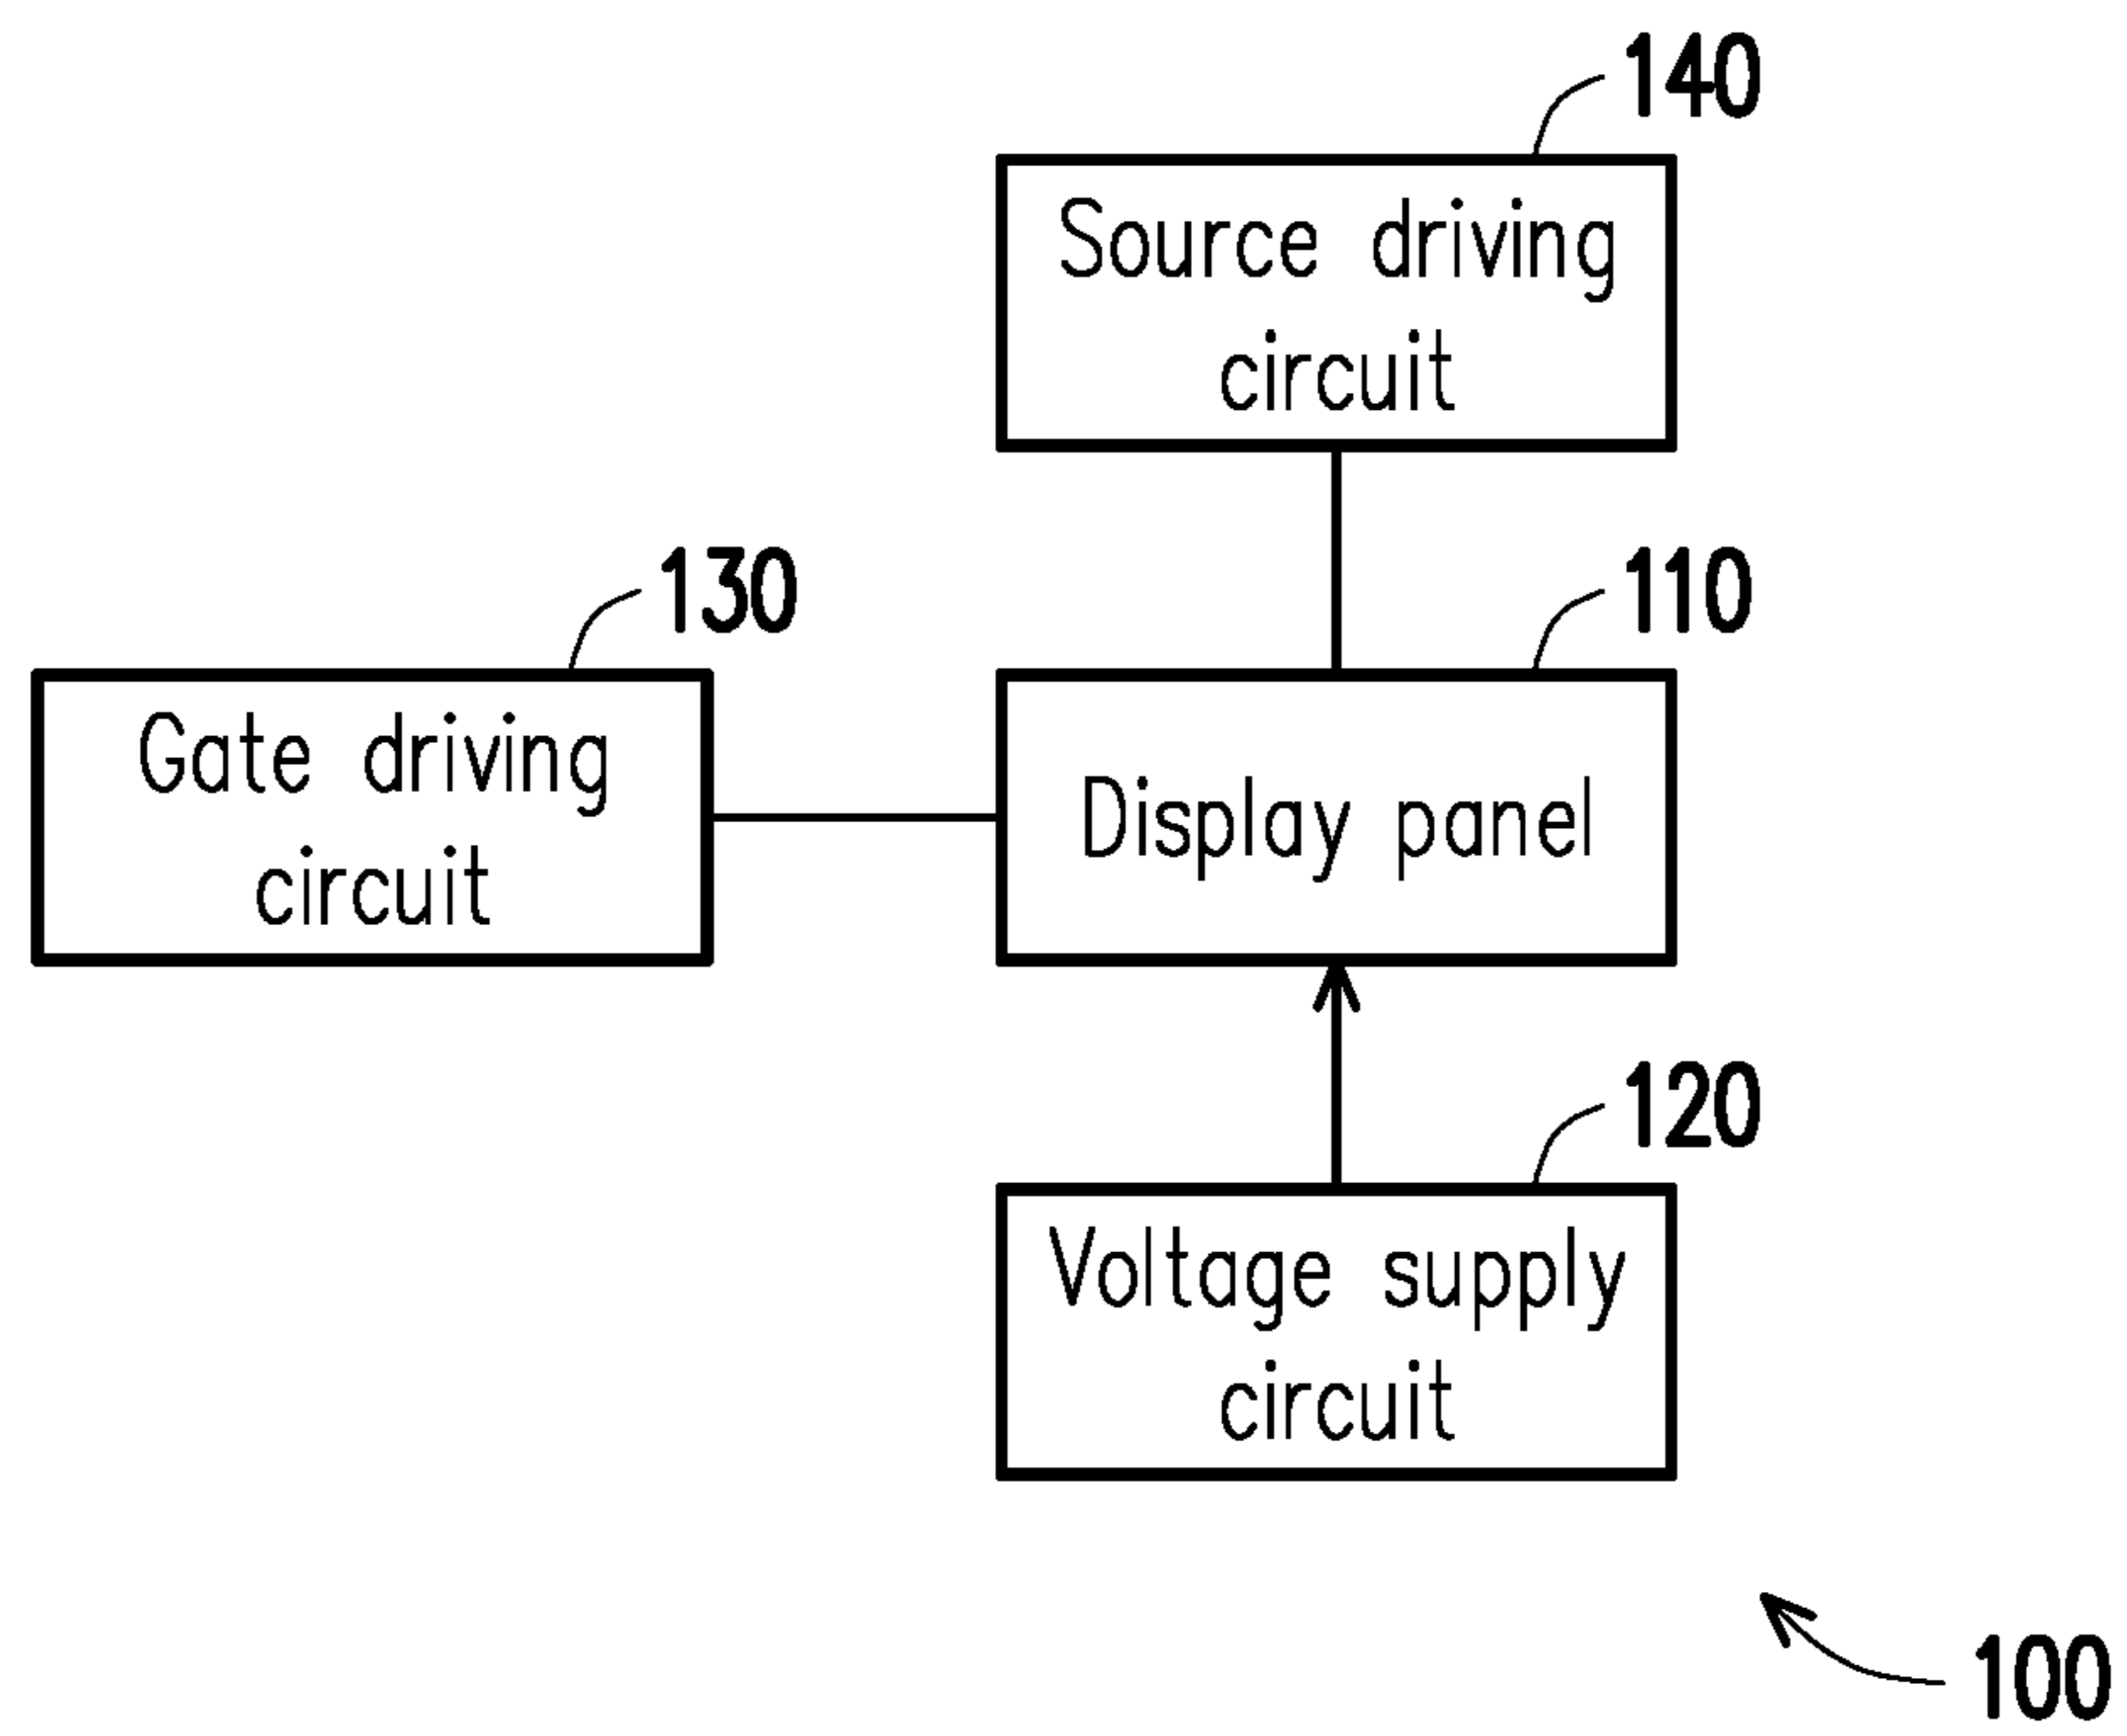 140
Source driving
circuit
130
110
Gate driving
circuit
Display panel
120
Voltage supply
circuit
100